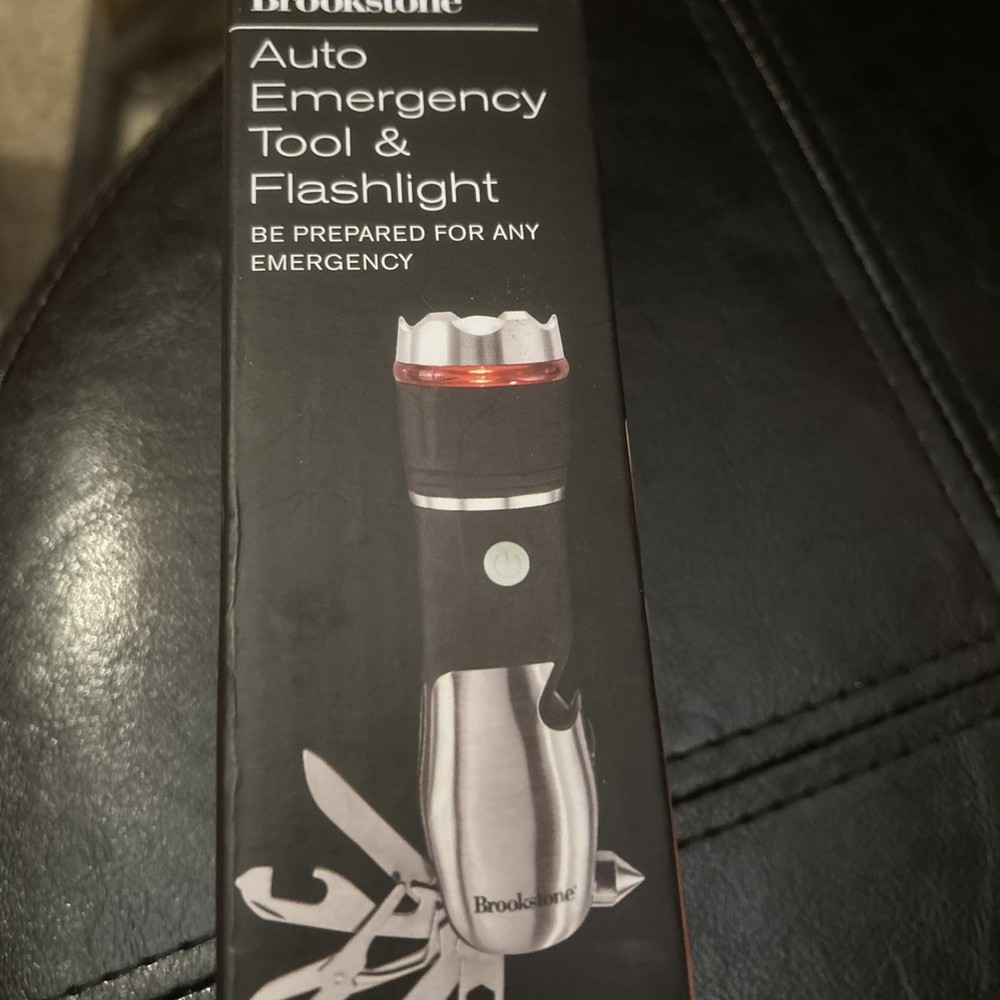 Brookstone
Auto
Emergency
Tool &
Flashlight
BE PREPARED FOR ANY
EMERGENCY
Brookstone